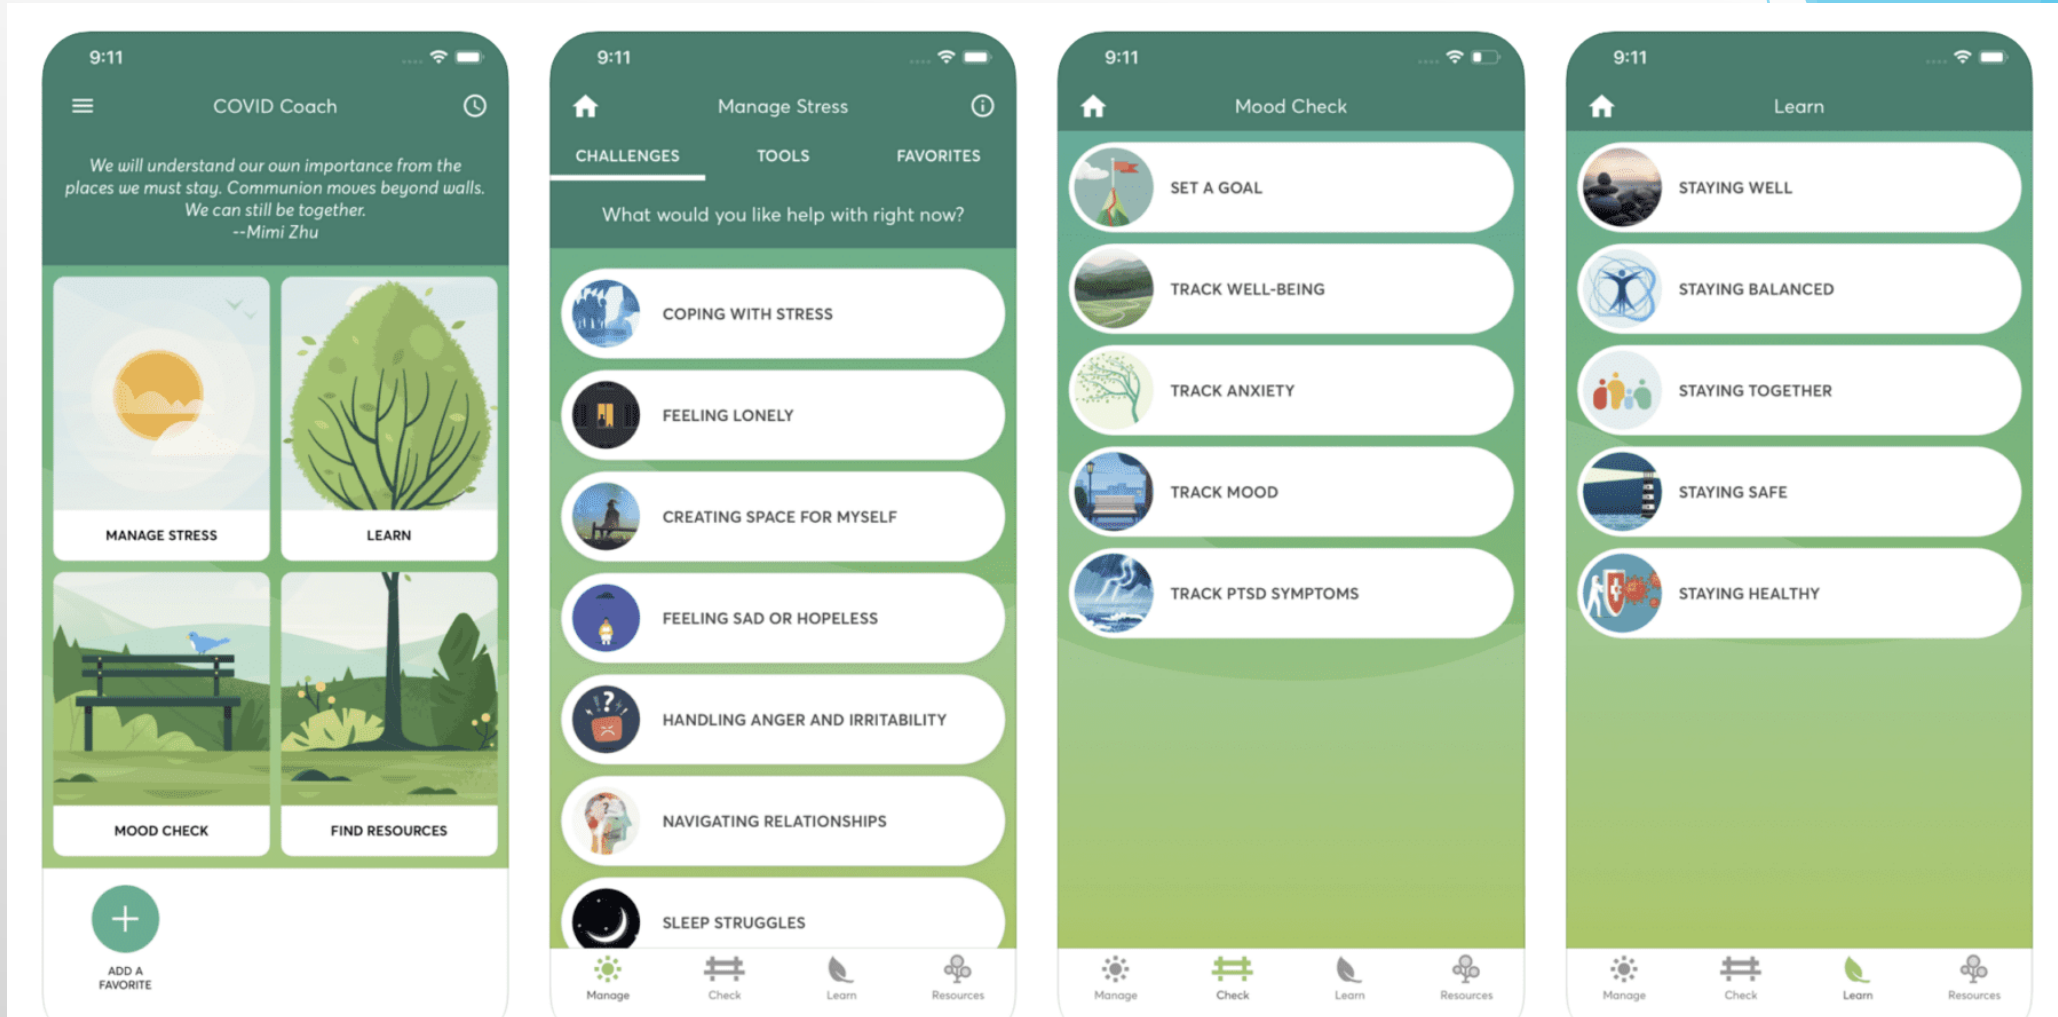 9:11
COVID Coach
We will understand our own importance from the
places we must stay. Communion moves beyond walls.
We can still be together.
--Mimi Zhu
MANAGE STRESS
LEARN
MOOD CHECK
FIND RESOURCES
ADD A
FAVORITE
9:11
Manage Stress
CHALLENGES
TOOLS
FAVORITES
What would you like help with right now?
COPING WITH STRESS
FEELING LONELY
CREATING SPACE FOR MYSELF
FEELING SAD OR HOPELESS
HANDLING ANGER AND IRRITABILITY
NAVIGATING RELATIONSHIPS
SLEEP STRUGGLES
Manage
Check
Learn
Resources
9:11
Mood Check
SET A GOAL
TRACK WELL-BEING
TRACK ANXIETY
TRACK MOOD
TRACK PTSD SYMPTOMS
Manage
Check
Learn
Resources
9:11
Learn
STAYING WELL
STAYING BALANCED
STAYING TOGETHER
STAYING SAFE
STAYING HEALTHY
Manage
Check
Learn
Resources